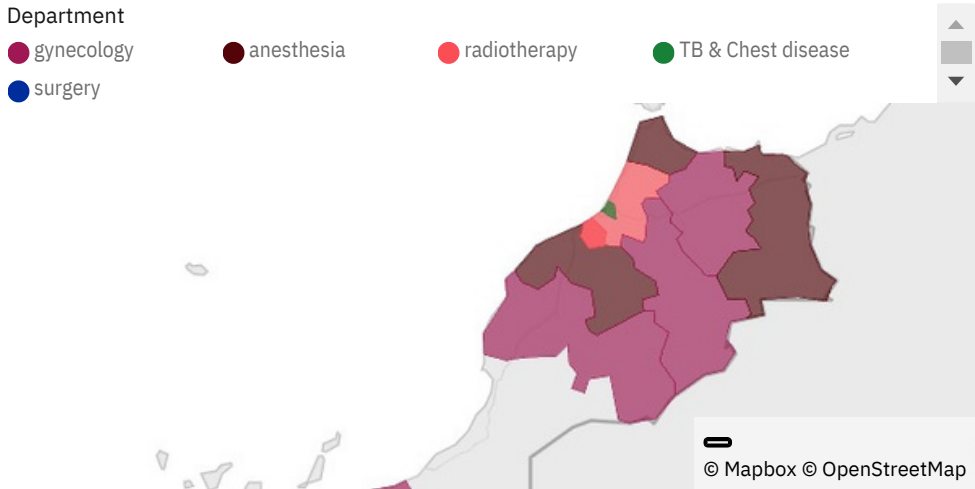 Department
gynecology
anesthesia
radiotherapy
TB & Chest disease
surgery
© Mapbox © OpenStreetMap